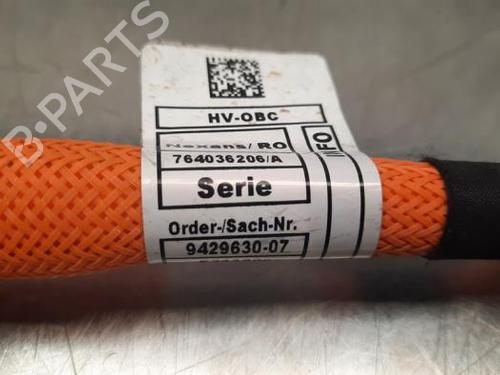 HV-OBC
Nexans/ RO
764036206/A
Serie
Order-/Sach-Nr.
9429630-07
INFO
B-PARTS